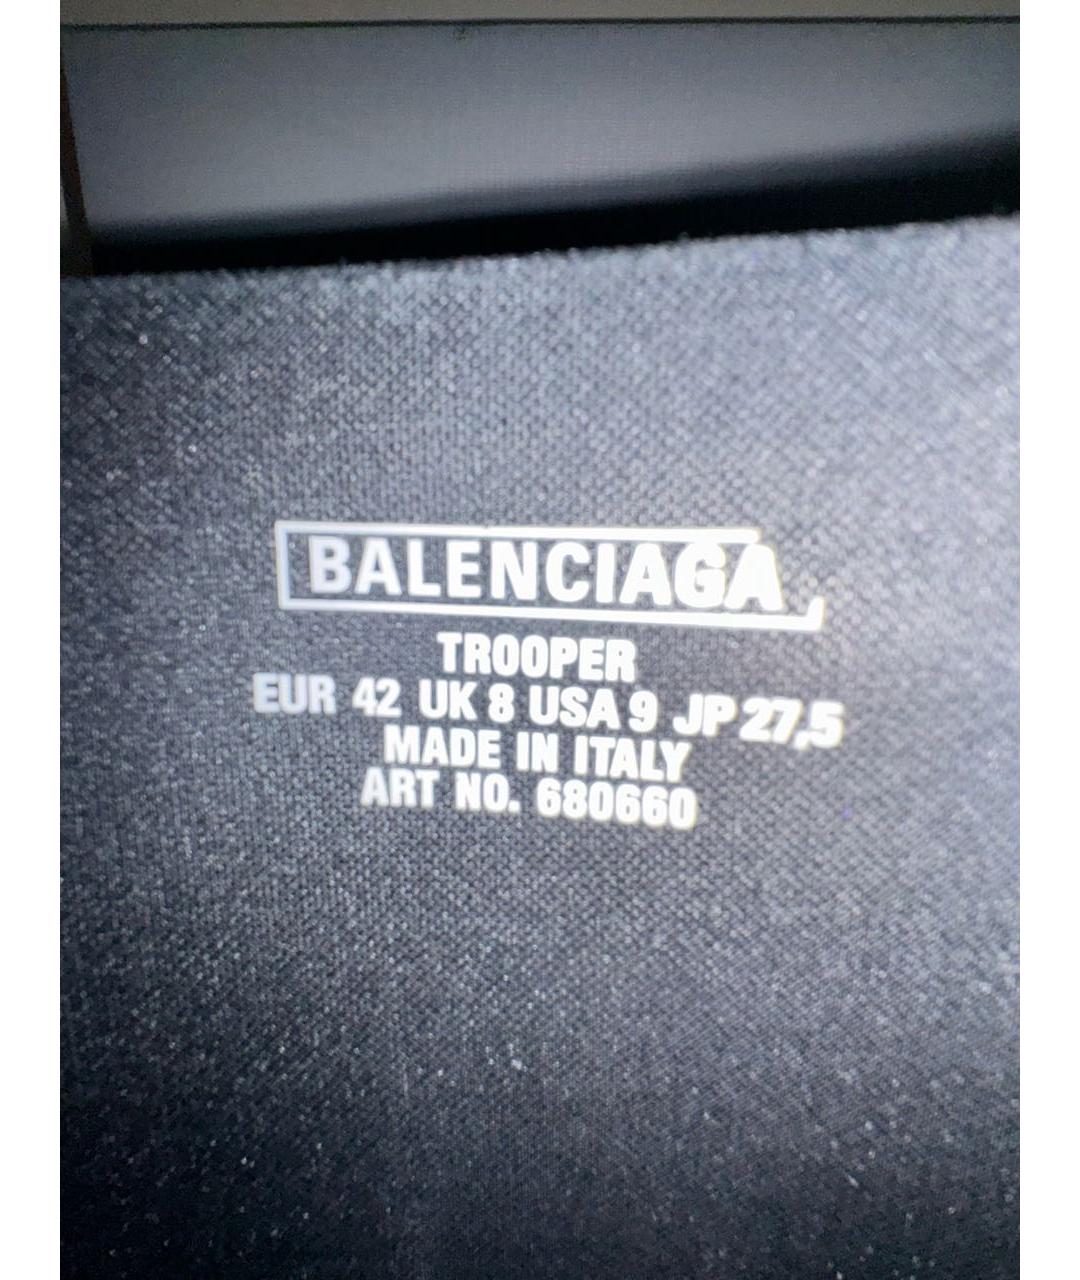 BALENCIAGA
TROOPER
EUR 42 UK 8 USA 9 JP 27,5
MADE IN ITALY
ART NO. 680660